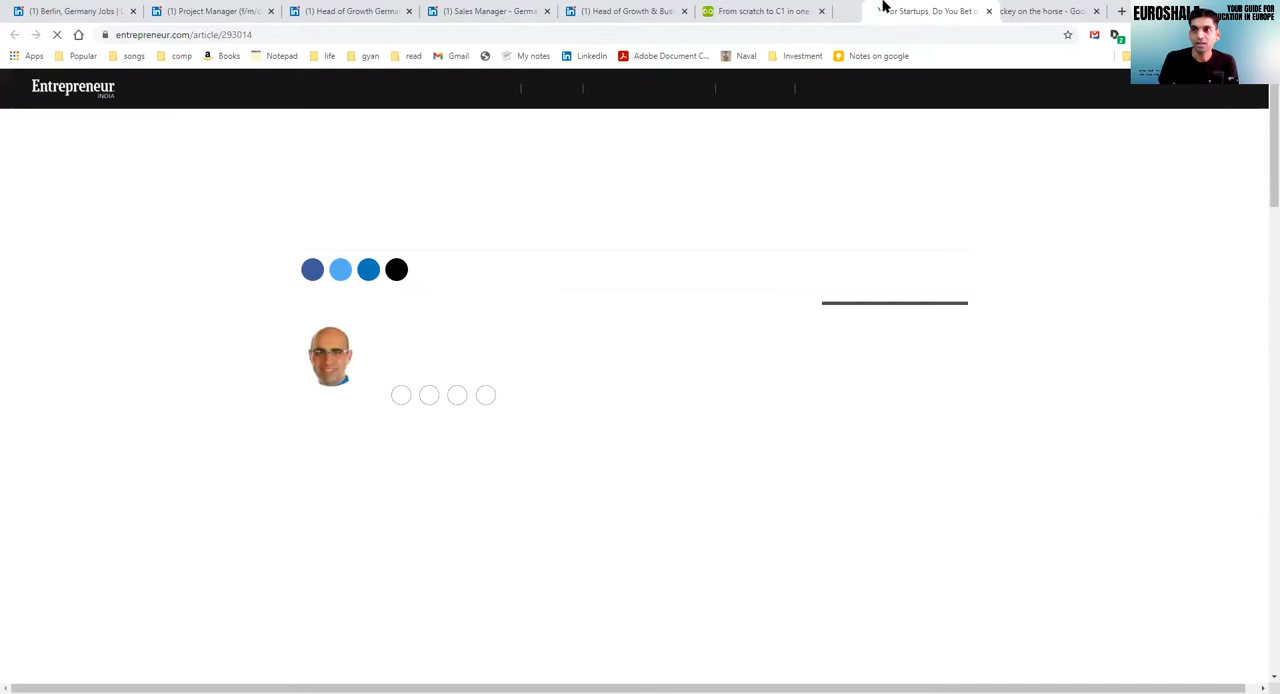 (1) Berlin, Germany Jobs | L
(1) Project Manager (f/m/d
(1) Head of Growth Germa
(1) Sales Manager - Germa
(1) Head of Growth & Busi
From scratch to C1 in one
For Startups, Do You Bet o
ckey on the horse - Goo
entrepreneur.com/article/293014
Apps
Popular
songs
comp
Books
Notepad
life
gyan
read
Gmail
My notes
LinkedIn
Adobe Document C...
Naval
Investment
Notes on google
EUROSHALA
YOUR GUIDE FOR
EDUCATION IN EUROPE
Entrepreneur
INDIA